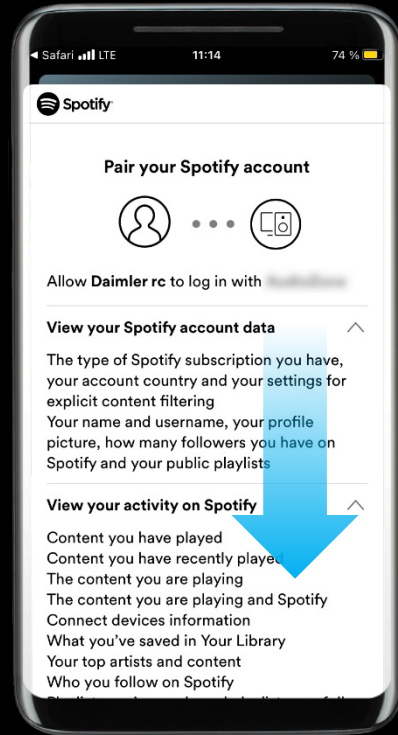 Safari LTE 11:14 74 %
Spotify
Pair your Spotify account
Allow Daimler rc to log in with
View your Spotify account data
The type of Spotify subscription you have,
your account country and your settings for
explicit content filtering
Your name and username, your profile
picture, how many followers you have on
Spotify and your public playlists
View your activity on Spotify
Content you have played
Content you have recently played
The content you are playing
The content you are playing and Spotify
Connect devices information
What you’ve saved in Your Library
Your top artists and content
Who you follow on Spotify